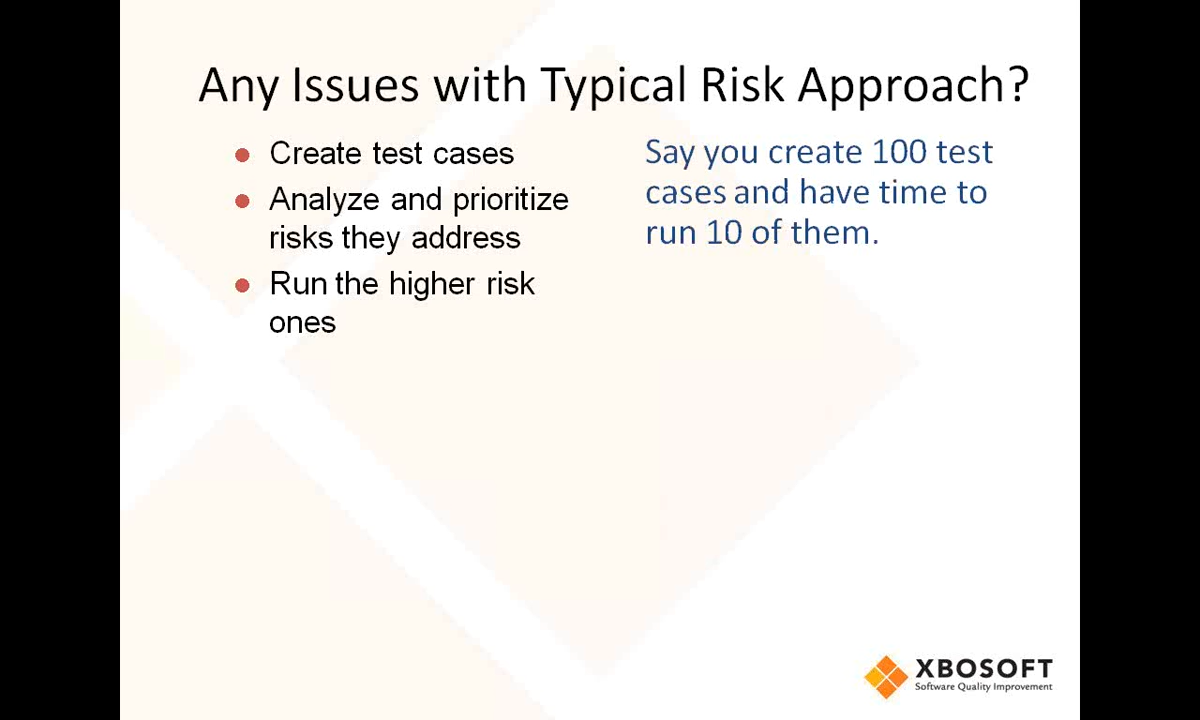 Any Issues with Typical Risk Approach?
Create test cases
Analyze and prioritize
risks they address
Run the higher risk
ones
Say you create 100 test
cases and have time to
run 10 of them.
XBOSOFT
Software Quality Improvement